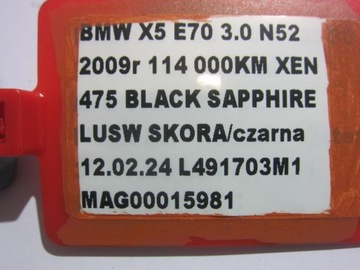 BMW X5 E70 3.0 N52
2009r 114 000KM XEN
475 BLACK SAPPHIRE
LUSW SKORA/czarna
12.02.24 L491703M1
MAG00015981